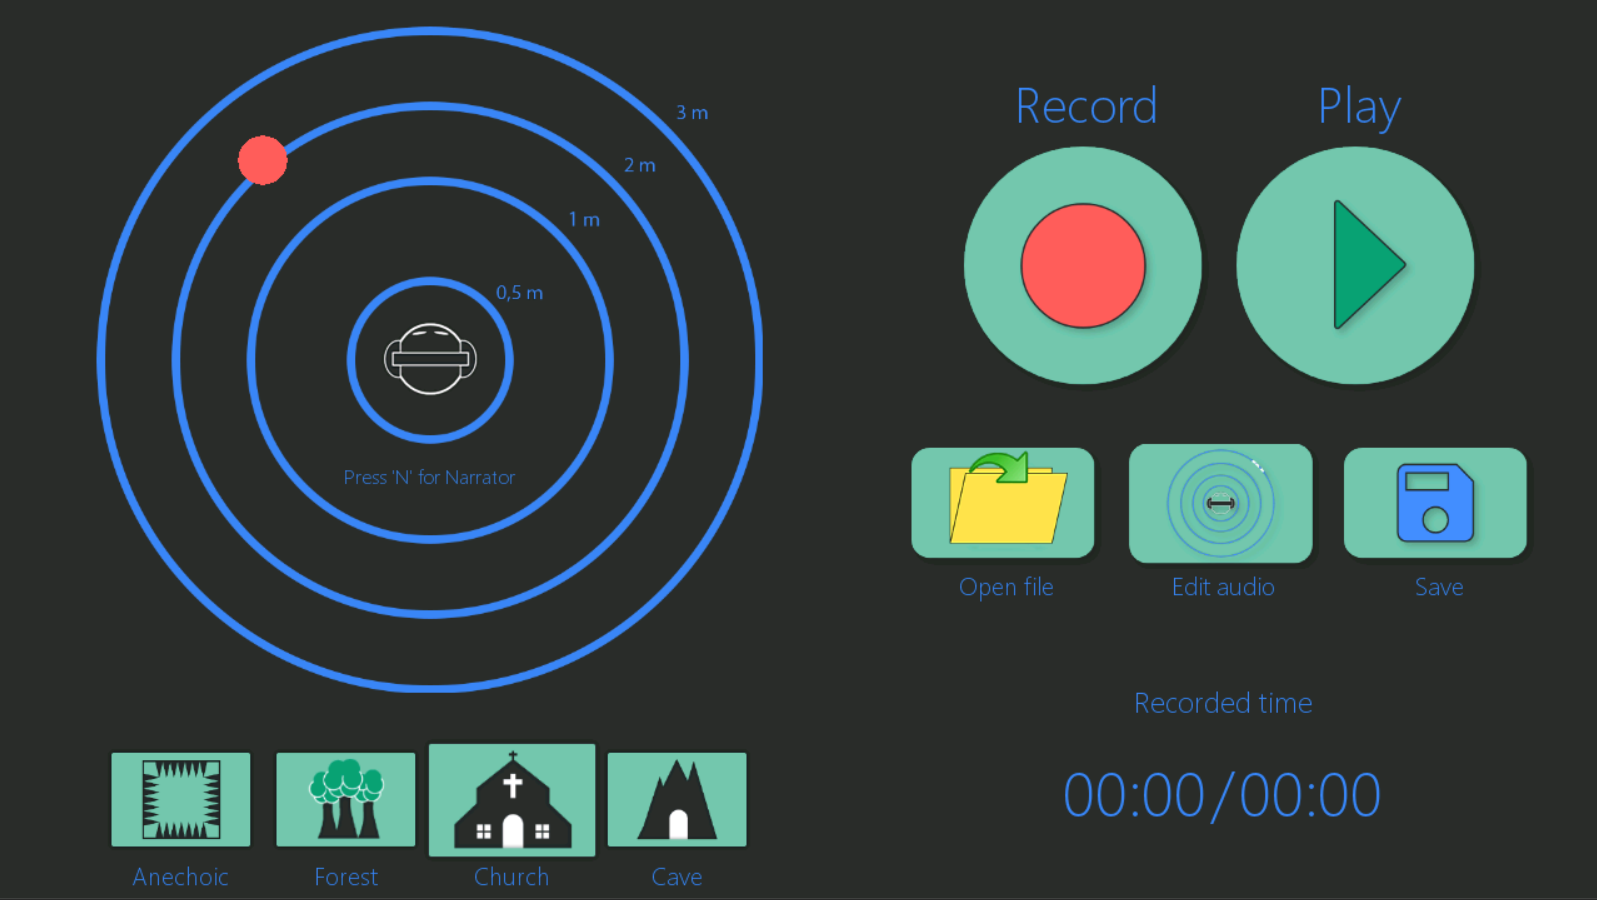 3 m
2 m
1 m
0,5 m
Press 'N' for Narrator
Anechoic
Forest
Church
Cave
Record
Play
Open file
Edit audio
Save
Recorded time
00:00/00:00